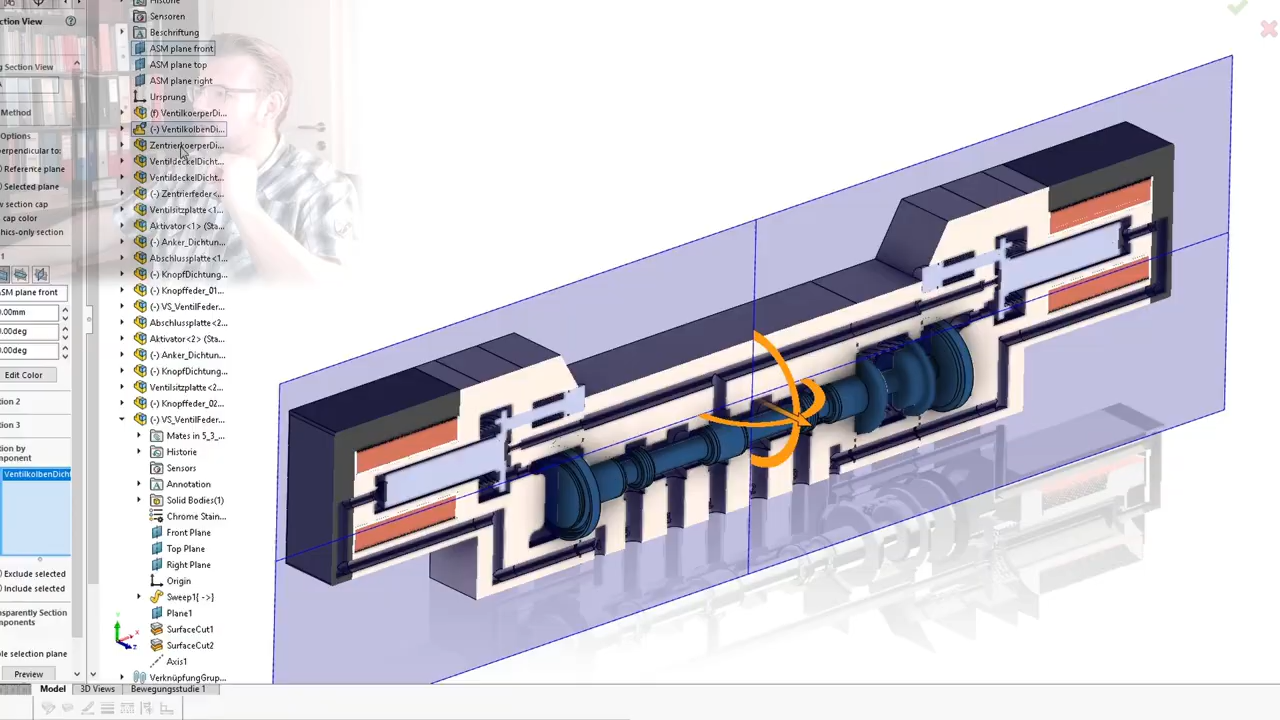 Historie
Section View
Sensoren
Beschriftung
ASM plane front
ASM plane top
ASM plane right
Ursprung
(f) VentilkoerperDi...
(-) VentilkolbenDi...
ZentrierkoerperDi...
VentildeckelDicht...
VentildeckelDicht...
(-) Zentrierfeder<...
Ventilsitzplatte<1...
Aktivator<1> (Sta...
(-) Anker_Dichtun...
Abschlussplatte<1...
(-) KnopfDichtung...
(-) Knopffeder_01...
(-) VS_VentilFeder...
Abschlussplatte<2...
Aktivator<2> (Sta...
(-) Anker_Dichtun...
(-) KnopfDichtung...
Ventilsitzplatte<2...
(-) Knopffeder_02...
(-) VS_VentilFeder...
Mates in 5_3_...
Historie
Sensors
Annotation
Solid Bodies(1)
Chrome Stain...
Front Plane
Top Plane
Right Plane
Origin
Sweep1{ ->}
Plane1
SurfaceCut1
SurfaceCut2
Axis1
VerknüpfungGrup...
g Section View
Method
Options
erpendicular to:
Reference plane
Selected plane
w section cap
cap color
hics-only section
1
ASM plane front
0.00mm
0.00deg
0.00deg
Edit Color
tion 2
tion 3
tion by
mponent
VentilkolbenDicht
Exclude selected
Include selected
nsparently Section
mponents
le selection plane
Preview
Model
3D Views
Bewegungsstudie 1